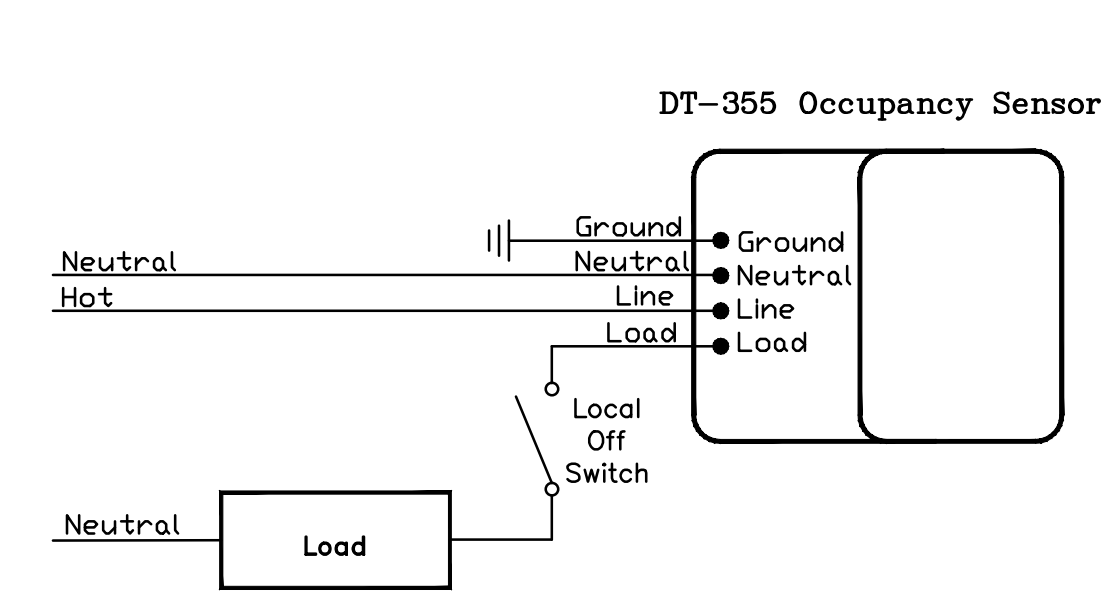 DT-355 Occupancy Sensor
Ground
Ground
Neutral
Neutral
Neutral
Hot
Line
Line
Load
Load
Local
Off
Switch
Neutral
Load